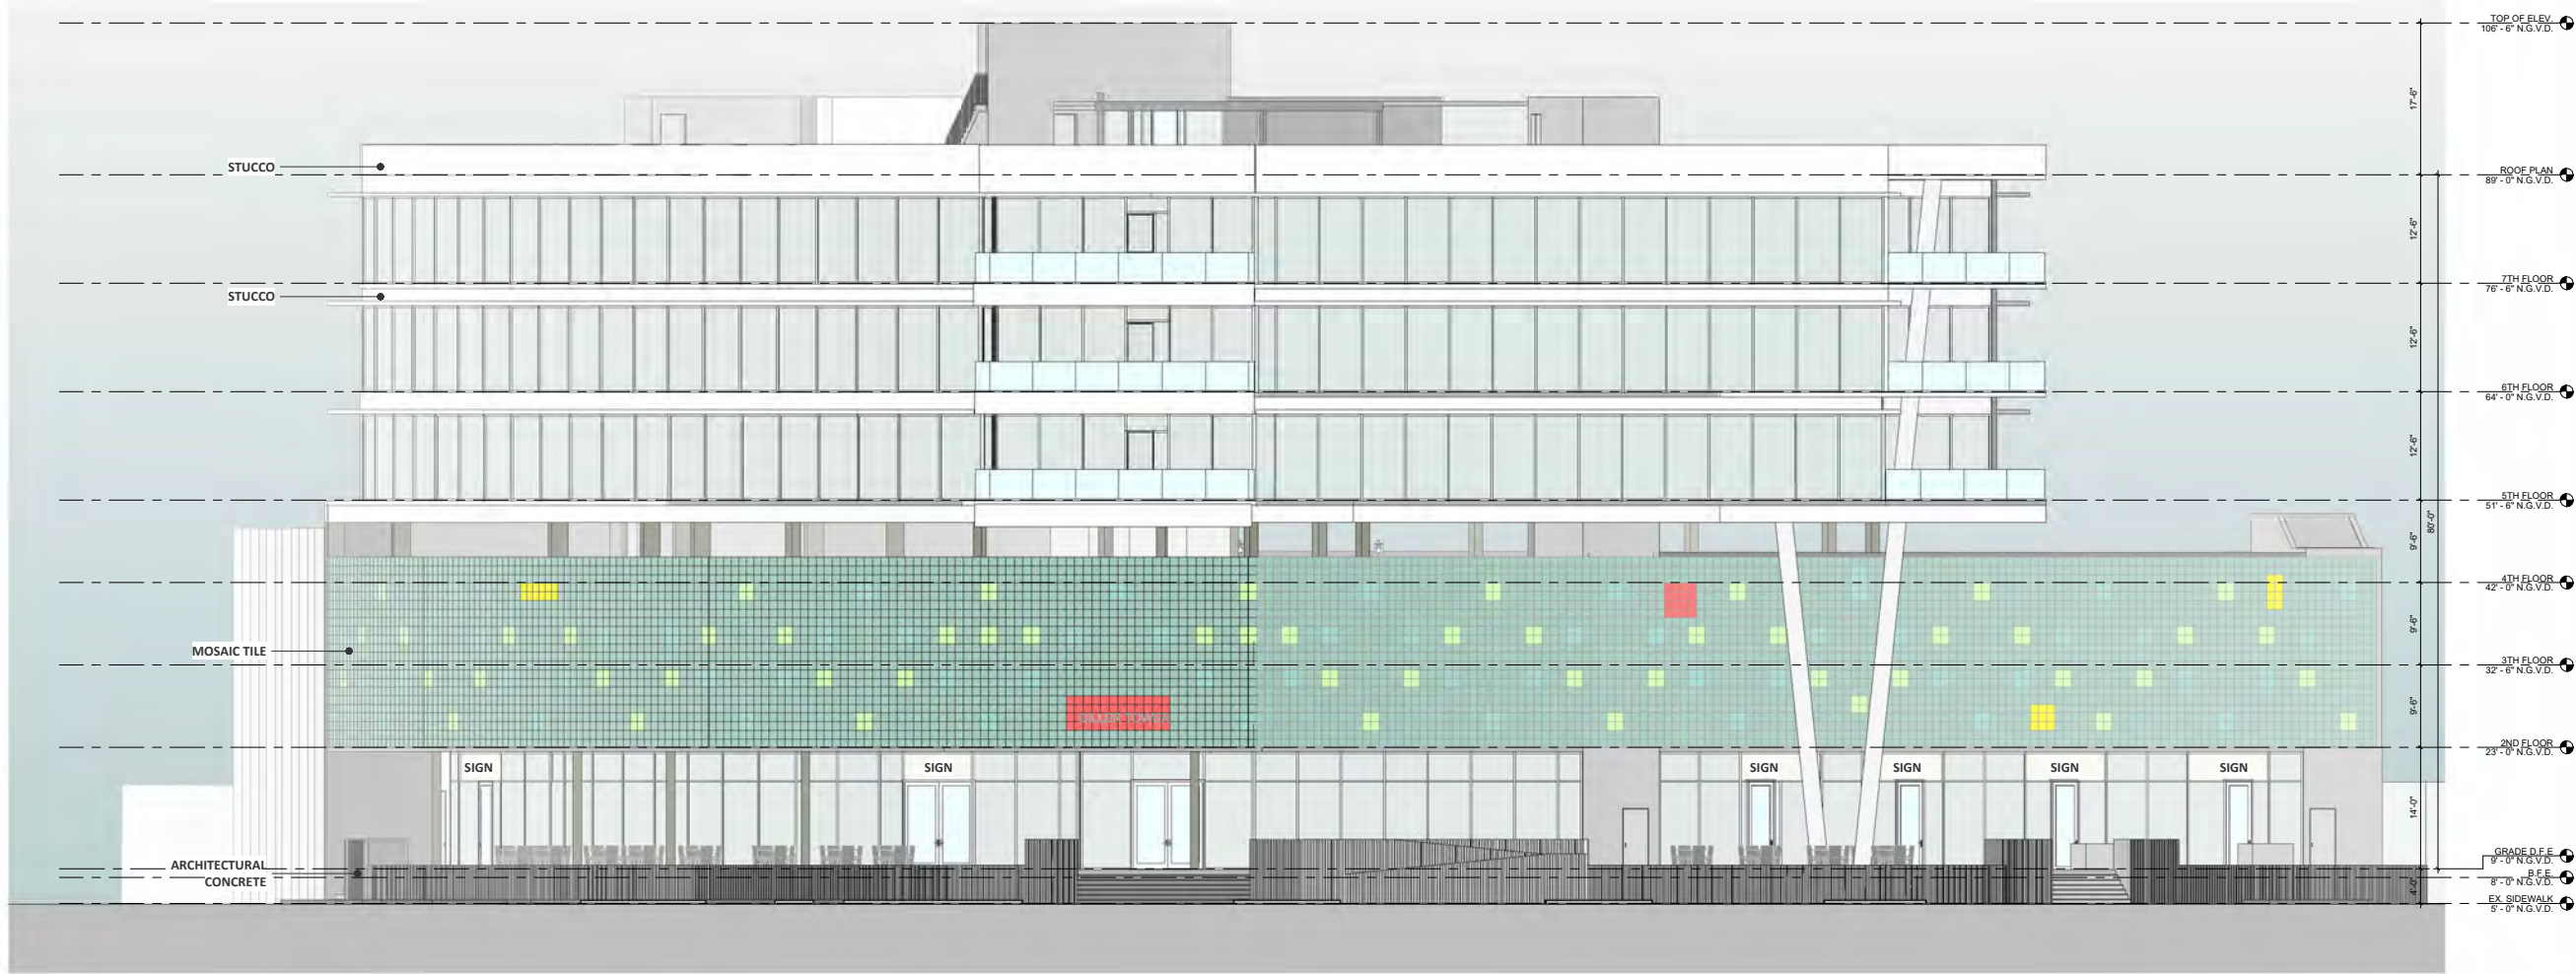 TOP OF ELEV.
106' - 6" N.G.V.D.
17'-6"
STUCCO
ROOF PLAN
89' - 0" N.G.V.D.
12'-6"
7TH FLOOR
76' - 6" N.G.V.D.
STUCCO
12'-6"
6TH FLOOR
64' - 0" N.G.V.D.
12'-6"
5TH FLOOR
51' - 6" N.G.V.D.
80'-0"
9'-6"
4TH FLOOR
42' - 0" N.G.V.D.
9'-6"
MOSAIC TILE
3TH FLOOR
32' - 6" N.G.V.D.
9'-6"
GILLER TOWER
2ND FLOOR
23' - 0" N.G.V.D.
SIGN SIGN SIGN SIGN SIGN SIGN
14'-0"
GRADE D.F.E
9' - 0" N.G.V.D.
ARCHITECTURAL
CONCRETE
B.F.E.
8' - 0" N.G.V.D.
4'-0"
EX. SIDEWALK
5' - 0" N.G.V.D.